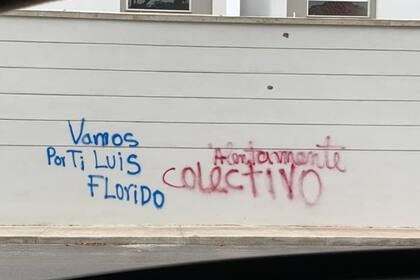 Vamos
Por Ti LUIS
FLoriDO
Atentamente
colectivo